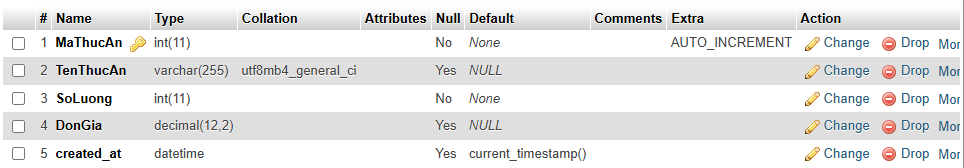 # Name Type Collation Attributes Null Default Comments Extra Action
1 MaThucAn int(11) No None AUTO_INCREMENT Change Drop Mor
2 TenThucAn varchar(255) utf8mb4_general_ci Yes NULL Change Drop Mor
3 SoLuong int(11) No None Change Drop Mor
4 DonGia decimal(12,2) Yes NULL Change Drop Mor
5 created_at datetime Yes current_timestamp() Change Drop Mor